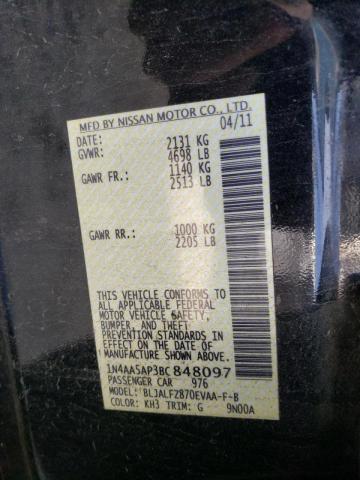 MFD BY NISSAN MOTOR CO., LTD.
DATE: 04/11
GVWR: 2131 KG
4698 LB
GAWR FR.: 1140 KG
2513 LB
GAWR RR.: 1000 KG
2205 LB
THIS VEHICLE CONFORMS TO
ALL APPLICABLE FEDERAL
MOTOR VEHICLE SAFETY,
BUMPER, AND THEFT
PREVENTION STANDARDS IN
EFFECT ON THE DATE OF
MANUFACTURE SHOWN ABOVE.
1N4AA5AP3BC848097
PASSENGER CAR 976
MODEL: BLJALFZ870EVAA-F-B
COLOR: KH3 TRIM: G 9N00A